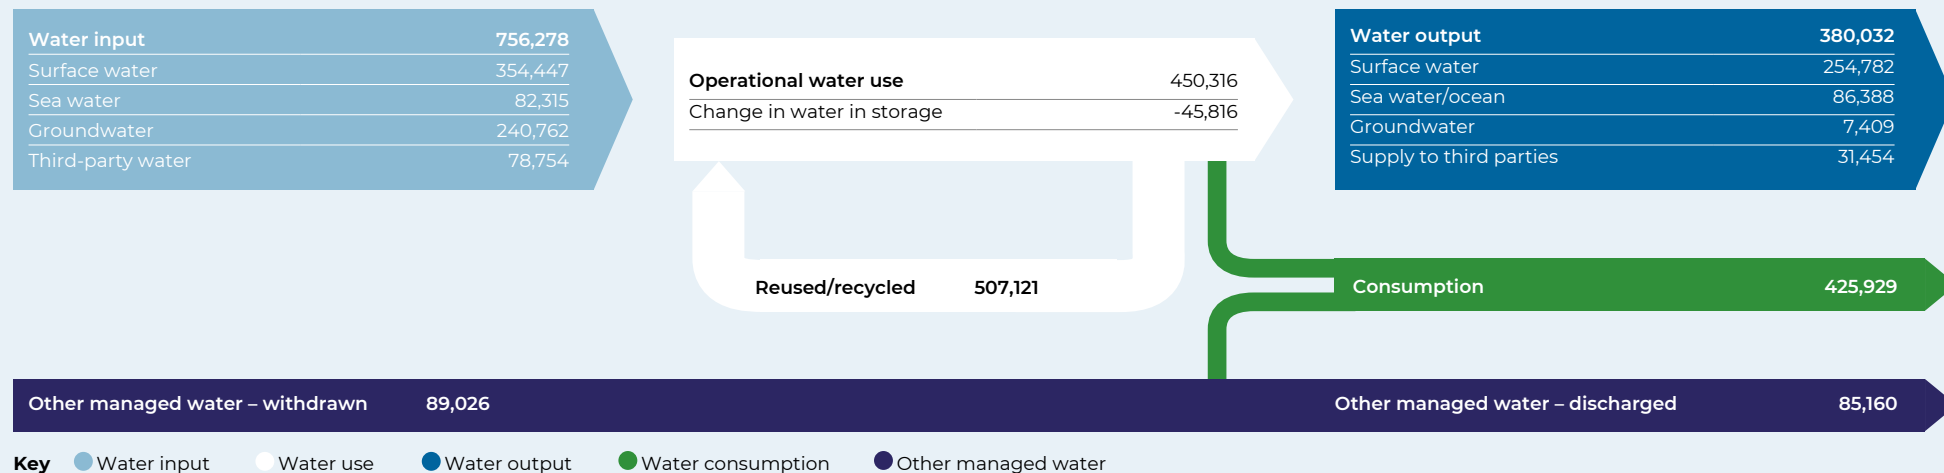 Water input 756,278
Surface water 354,447
Sea water 82,315
Groundwater 240,762
Third-party water 78,754
Operational water use 450,316
Change in water in storage -45,816
Reused/recycled 507,121
Water output 380,032
Surface water 254,782
Sea water/ocean 86,388
Groundwater 7,409
Supply to third parties 31,454
Consumption 425,929
Other managed water – withdrawn 89,026
Other managed water – discharged 85,160
Key Water input Water use Water output Water consumption Other managed water